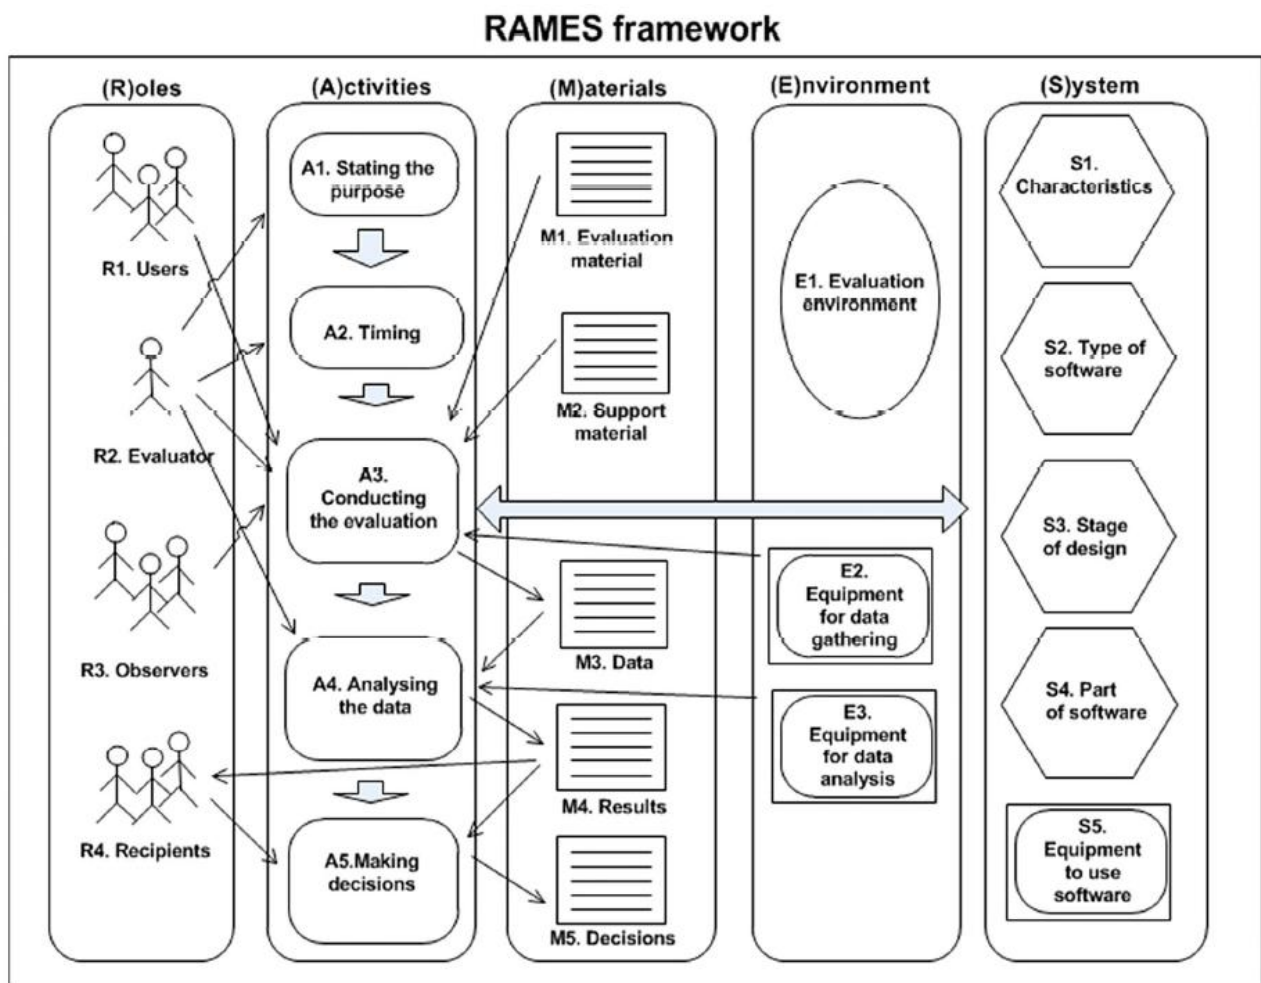 RAMES framework
(R)oles
(A)ctivities
(M)aterials
(E)nvironment
(S)ystem
R1. Users
R2. Evaluator
R3. Observers
R4. Recipients
A1. Stating the
purpose
A2. Timing
A3.
Conducting
the evaluation
A4. Analysing
the data
A5.Making
decisions
M1. Evaluation
material
M2. Support
material
M3. Data
M4. Results
M5. Decisions
E1. Evaluation
environment
E2.
Equipment
for data
gathering
E3.
Equipment
for data
analysis
S1.
Characteristics
S2. Type of
software
S3. Stage
of design
S4. Part
of software
S5.
Equipment
to use
software